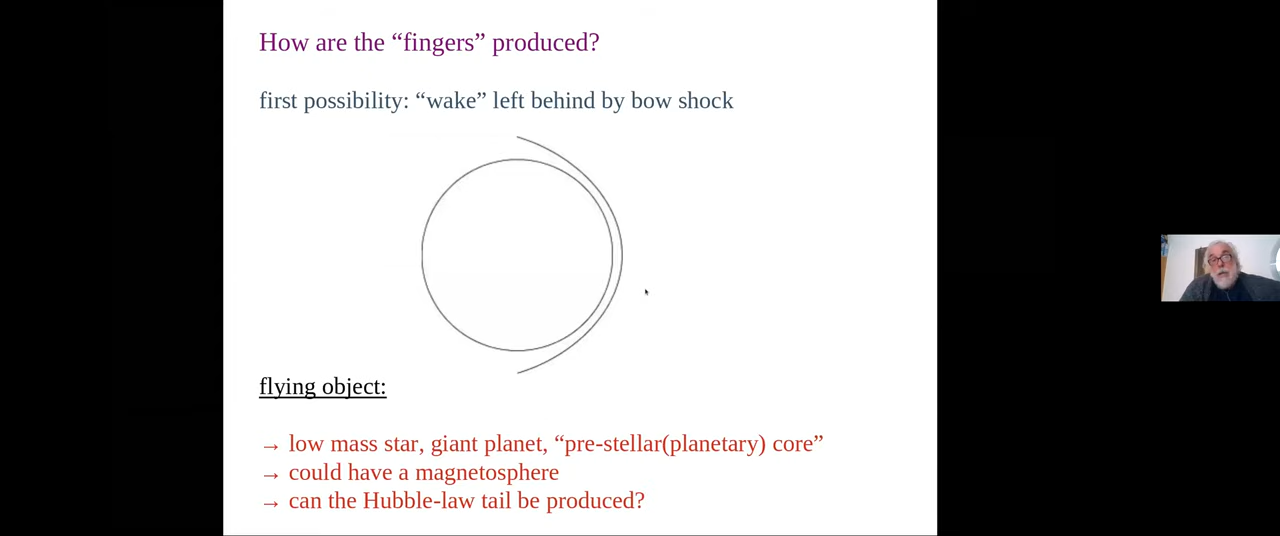 How are the “fingers” produced?
first possibility: “wake” left behind by bow shock
flying object:
→ low mass star, giant planet, “pre-stellar(planetary) core”
→ could have a magnetosphere
→ can the Hubble-law tail be produced?